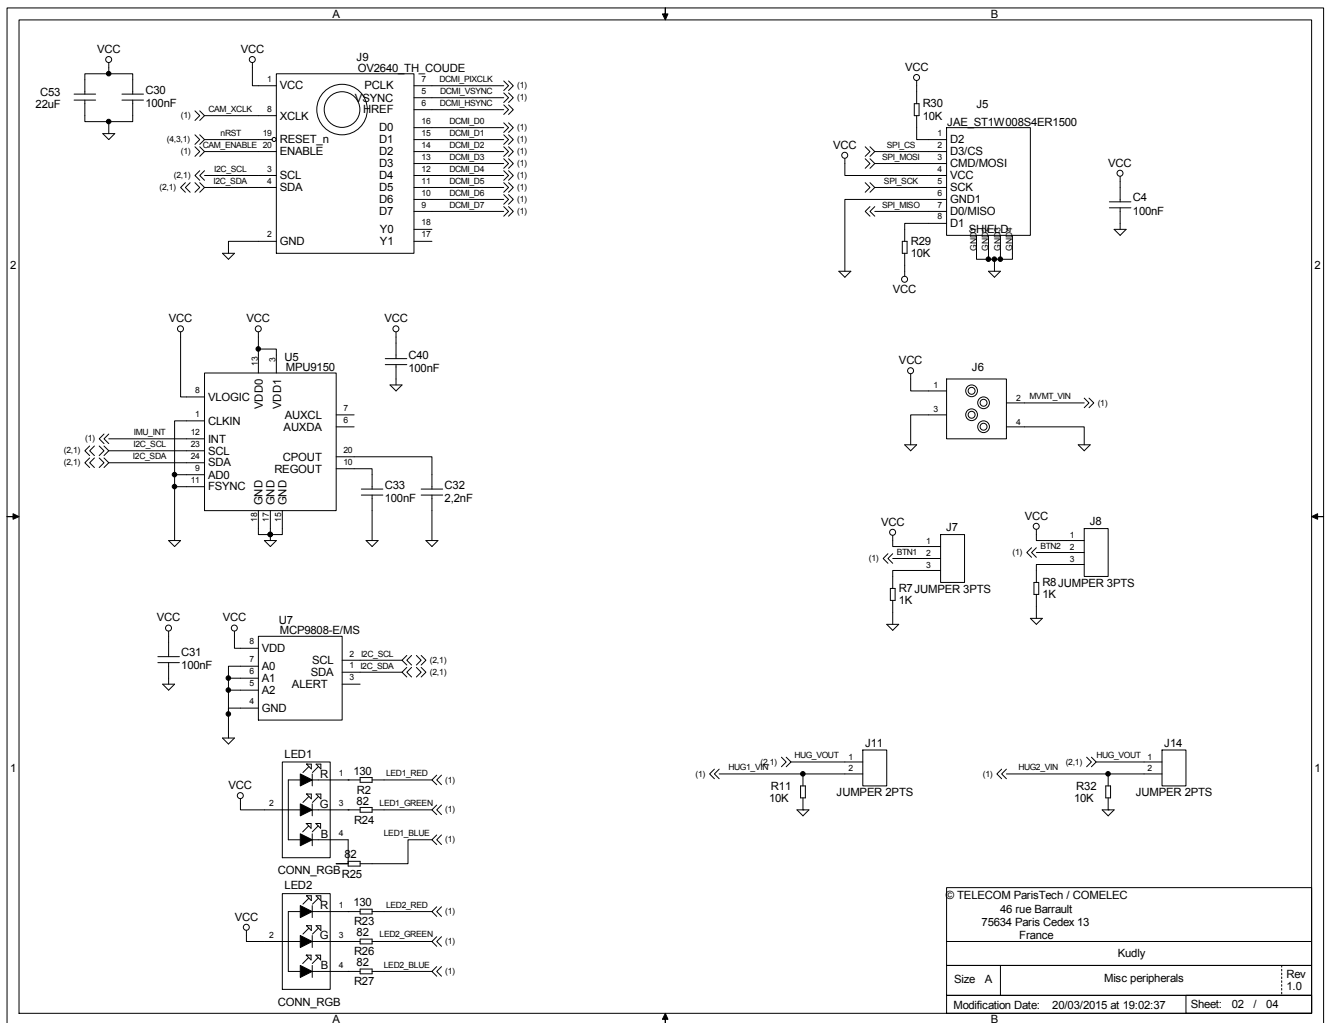 A
B
VCC
C53
22uF
C30
100nF
VCC
J9
OV2640_TH_COUDE
1 VCC
(1) CAM_XCLK 8 XCLK
(4,3,1) nRST 19 RESET_n
(1) CAM_ENABLE 20 ENABLE
(2,1) I2C_SCL 3 SCL
(2,1) I2C_SDA 4 SDA
2 GND
PCLK 7 DCMI_PIXCLK (1)
VSYNC 5 DCMI_VSYNC (1)
HREF 6 DCMI_HSYNC
D0 16 DCMI_D0 (1)
D1 15 DCMI_D1 (1)
D2 14 DCMI_D2 (1)
D3 13 DCMI_D3 (1)
D4 12 DCMI_D4 (1)
D5 11 DCMI_D5 (1)
D6 10 DCMI_D6 (1)
D7 9 DCMI_D7 (1)
Y0 18
Y1 17
VCC
R30
10K
J5
JAE_ST1W008S4ER1500
VCC
1 D2
SPI_CS 2 D3/CS
SPI_MOSI 3 CMD/MOSI
4 VCC
SPI_SCK 5 SCK
6 GND1
SPI_MISO 7 D0/MISO
8 D1
SHIELD
R29
10K
VCC
VCC
C4
100nF
2
2
VCC
VCC
VCC
C40
100nF
U5
MPU9150
13
3
VDD0
VDD1
8 VLOGIC
1 CLKIN
(1) IMU_INT 12 INT
(2,1) I2C_SCL 23 SCL
(2,1) I2C_SDA 24 SDA
9 AD0
11 FSYNC
AUXCL 7
AUXDA 6
CPOUT 20
REGOUT 10
GND
GND
GND
18
17
15
C33
100nF
C32
2,2nF
VCC
J6
1
3
2 MVMT_VIN (1)
4
VCC
J7
1
(1) BTN1 2
3
R7
1K
JUMPER 3PTS
VCC
J8
1
(1) BTN2 2
3
R8
1K
JUMPER 3PTS
VCC
C31
100nF
VCC
U7
MCP9808-E/MS
8 VDD
7 A0
6 A1
5 A2
4 GND
SCL 2 I2C_SCL (2,1)
SDA 1 I2C_SDA (2,1)
ALERT 3
LED1
VCC
2
R 1 130 LED1_RED (1)
R2
G 3 82 LED1_GREEN (1)
R24
B 4 LED1_BLUE (1)
82
R25
CONN_RGB
LED2
VCC
2
R 1 130 LED2_RED (1)
R23
G 3 82 LED2_GREEN (1)
R26
B 4 82 LED2_BLUE (1)
R27
CONN_RGB
J11
(2,1) HUG_VOUT 1
(1) HUG1_VIN 2
R11
10K
JUMPER 2PTS
J14
(2,1) HUG_VOUT 1
(1) HUG2_VIN 2
R32
10K
JUMPER 2PTS
1
1
© TELECOM ParisTech / COMELEC
46 rue Barrault
75634 Paris Cedex 13
France
Kudly
Size A
Misc peripherals
Rev
1.0
Modification Date: 20/03/2015 at 19:02:37
Sheet: 02 / 04
A
B